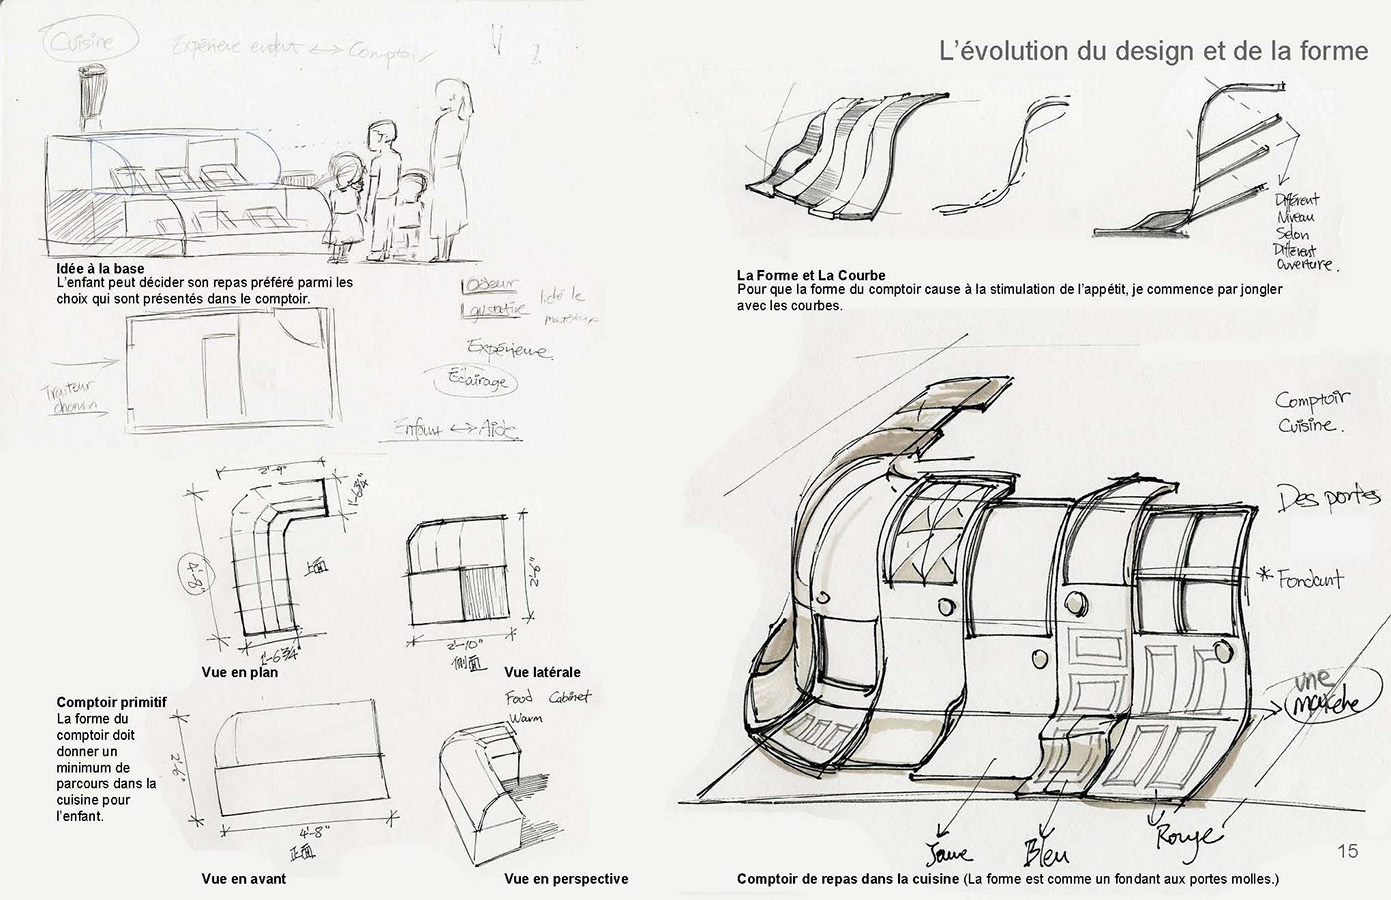 L'évolution du design et de la forme
Cuisine
Expérience enfant <-> Comptoir
Idée à la base
L'enfant peut décider son repas préféré parmi les
choix qui sont présentés dans le comptoir.
Odeur
gustative
Expérience.
Éclairage
Enfant <-> Aide
Traiteur
chemin
2'-9"
1'-6¾"
4'-8"
上面
1'-6¾"
Vue en plan
2'-6"
2'-10"
側面
Vue latérale
Comptoir primitif
La forme du
comptoir doit
donner un
minimum de
parcours dans la
cuisine pour
l'enfant.
2'-6"
4'-8"
正面
Vue en avant
Food Cabinet
Warm
Vue en perspective
Différent
Niveau
Selon
Différent
Ouverture.
La Forme et La Courbe
Pour que la forme du comptoir cause à la stimulation de l'appétit, je commence par jongler
avec les courbes.
Comptoir
Cuisine.
Des portes
* Fondant
une
marche
Jaune
Bleu
Rouge
15
Comptoir de repas dans la cuisine (La forme est comme un fondant aux portes molles.)